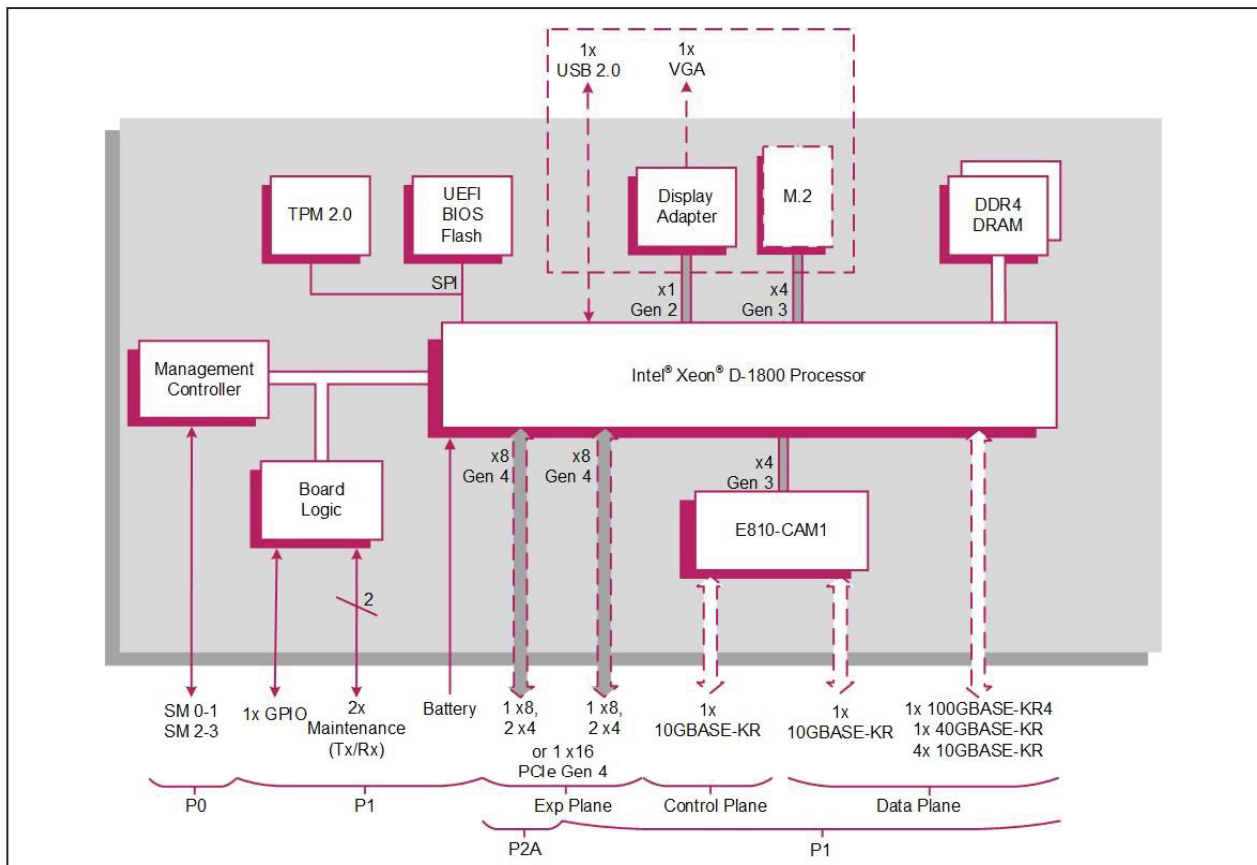 1x
USB 2.0
1x
VGA
TPM 2.0
UEFI
BIOS
Flash
Display
Adapter
M.2
DDR4
DRAM
SPI
x1
Gen 2
x4
Gen 3
Management
Controller
Intel® Xeon® D-1800 Processor
x8
Gen 4
x8
Gen 4
x4
Gen 3
Board
Logic
E810-CAM1
2
SM 0-1
SM 2-3
1x GPIO
2x
Maintenance
(Tx/Rx)
Battery
1 x8,
2 x4
1 x8,
2 x4
or 1 x16
PCIe Gen 4
1x
10GBASE-KR
1x
10GBASE-KR
1x 100GBASE-KR4
1x 40GBASE-KR
4x 10GBASE-KR
P0
P1
Exp Plane
Control Plane
Data Plane
P2A
P1